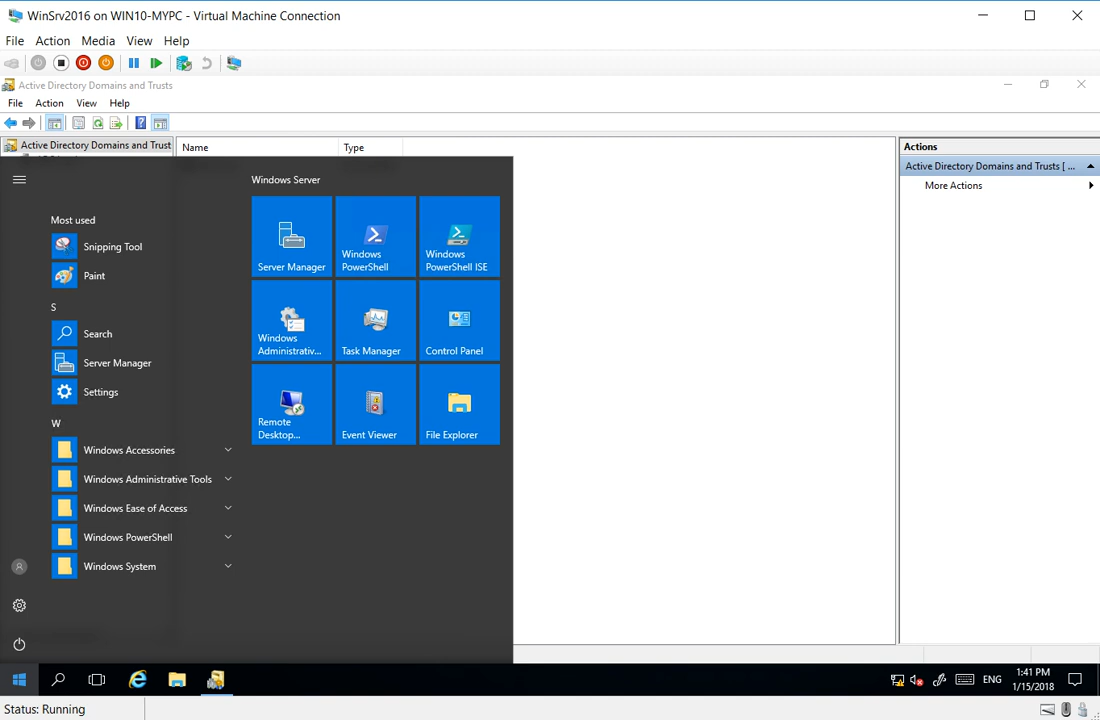 WinSrv2016 on WIN10-MYPC - Virtual Machine Connection
File Action Media View Help
Active Directory Domains and Trusts
File Action View Help
Active Directory Domains and Trust
Name Type
Actions
Active Directory Domains and Trusts [ ...
More Actions
Windows Server
Most used
Snipping Tool
Paint
S
Search
Server Manager
Settings
W
Windows Accessories
Windows Administrative Tools
Windows Ease of Access
Windows PowerShell
Windows System
Server Manager
Windows
PowerShell
Windows
PowerShell ISE
Windows
Administrativ...
Task Manager
Control Panel
Remote
Desktop...
Event Viewer
File Explorer
ENG
1:41 PM
1/15/2018
Status: Running